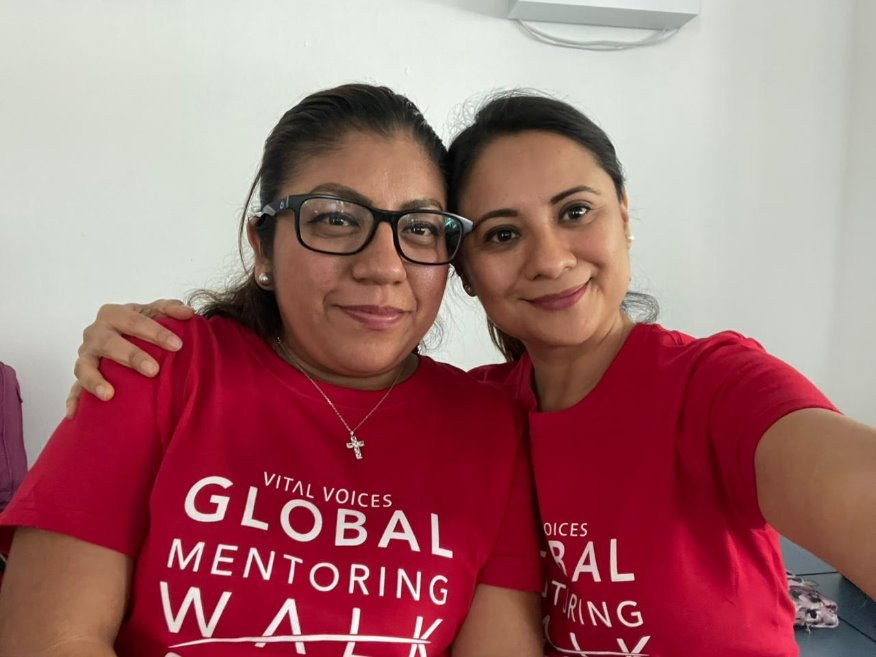 VITAL VOICES
GLOBAL
MENTORING
WALK
VOICES